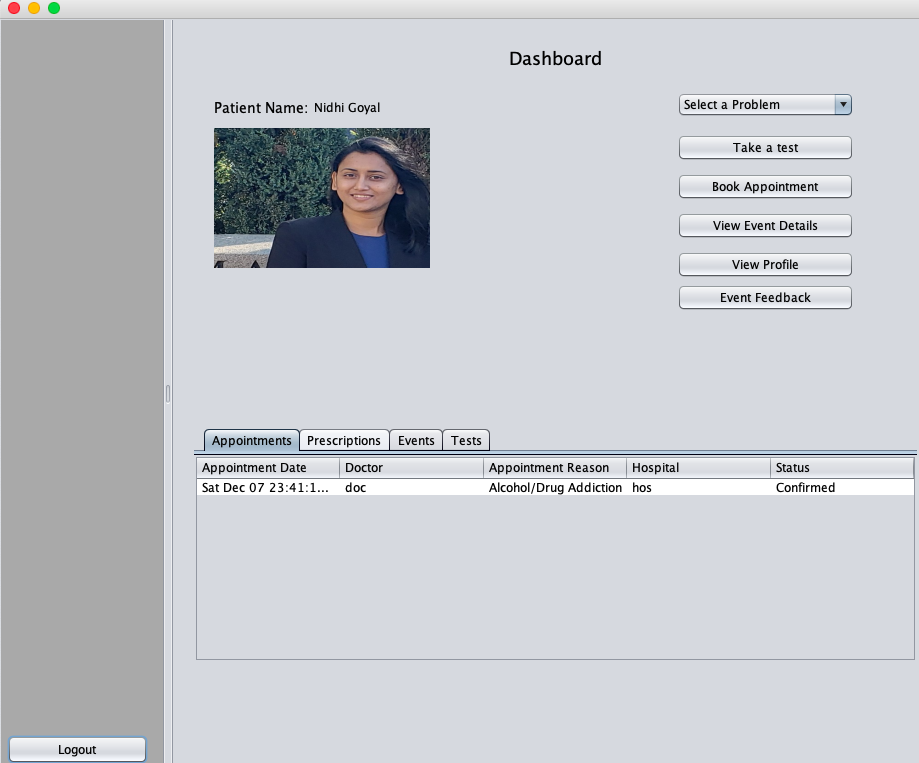 Dashboard
Patient Name: Nidhi Goyal
Select a Problem
Take a test
Book Appointment
View Event Details
View Profile
Event Feedback
Appointments Prescriptions Events Tests
Appointment Date Doctor Appointment Reason Hospital Status
Sat Dec 07 23:41:1... doc Alcohol/Drug Addiction hos Confirmed
Logout